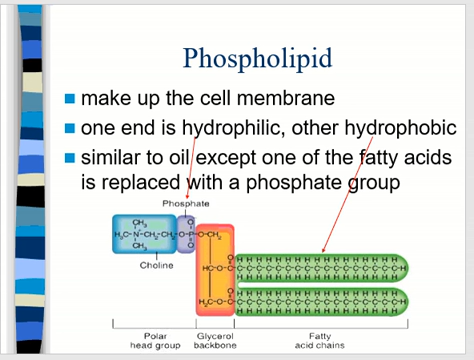 Phospholipid
make up the cell membrane
one end is hydrophilic, other hydrophobic
similar to oil except one of the fatty acids
is replaced with a phosphate group
Phosphate
Choline
Polar
head group
Glycerol
backbone
Fatty
acid chains